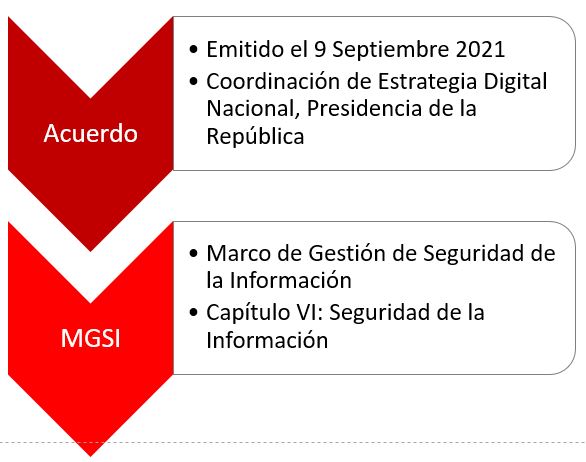 Acuerdo
• Emitido el 9 Septiembre 2021
• Coordinación de Estrategia Digital
Nacional, Presidencia de la
República
MGSI
• Marco de Gestión de Seguridad de
la Información
• Capítulo VI: Seguridad de la
Información